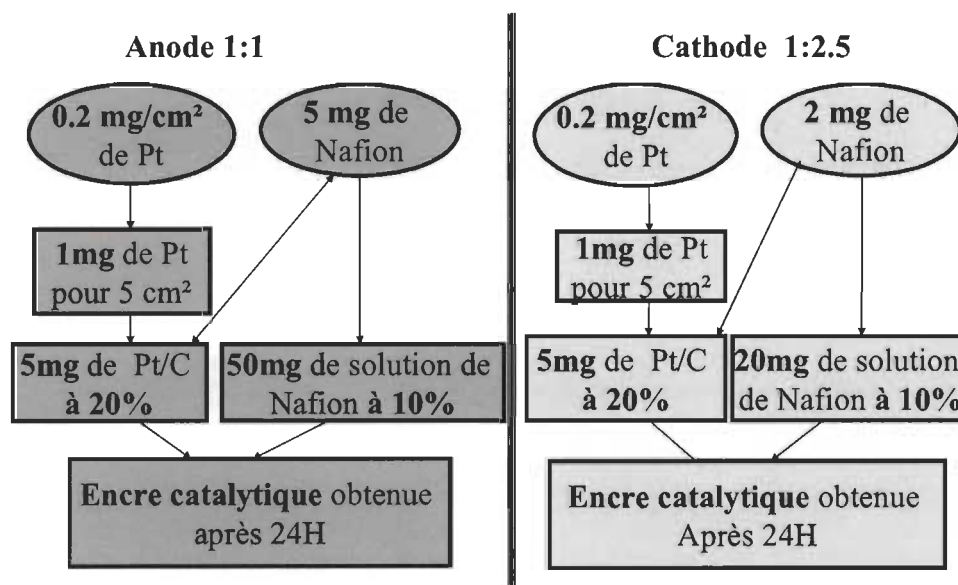 Anode 1:1
0.2 mg/cm²
de Pt
5 mg de
Nafion
1mg de Pt
pour 5 cm²
5mg de Pt/C
à 20%
50mg de solution de
Nafion à 10%
Encre catalytique obtenue
après 24H
Cathode 1:2.5
0.2 mg/cm²
de Pt
2 mg de
Nafion
1mg de Pt
pour 5 cm²
5mg de Pt/C
à 20%
20mg de solution
de Nafion à 10%
Encre catalytique obtenue
Après 24H